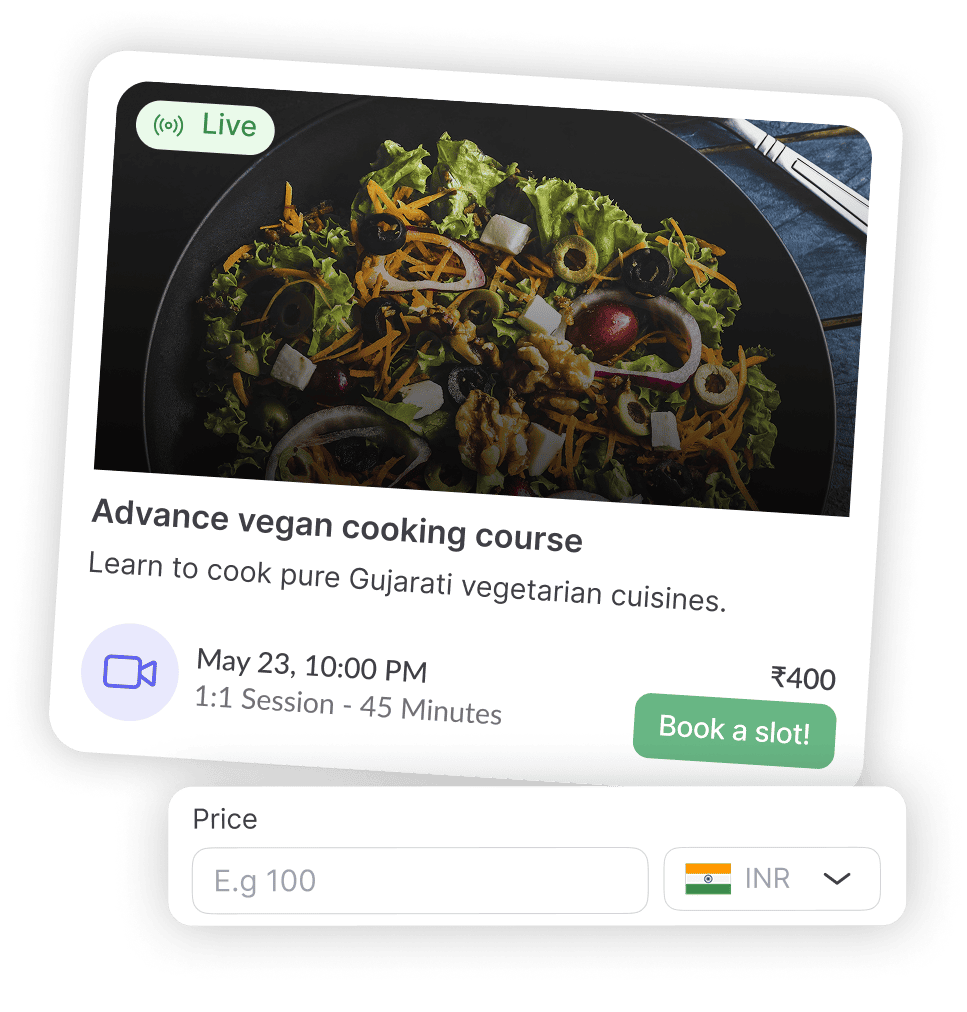 Live
Advance vegan cooking course
Learn to cook pure Gujarati vegetarian cuisines.
May 23, 10:00 PM
1:1 Session - 45 Minutes
₹400
Book a slot!
Price
E.g 100
INR